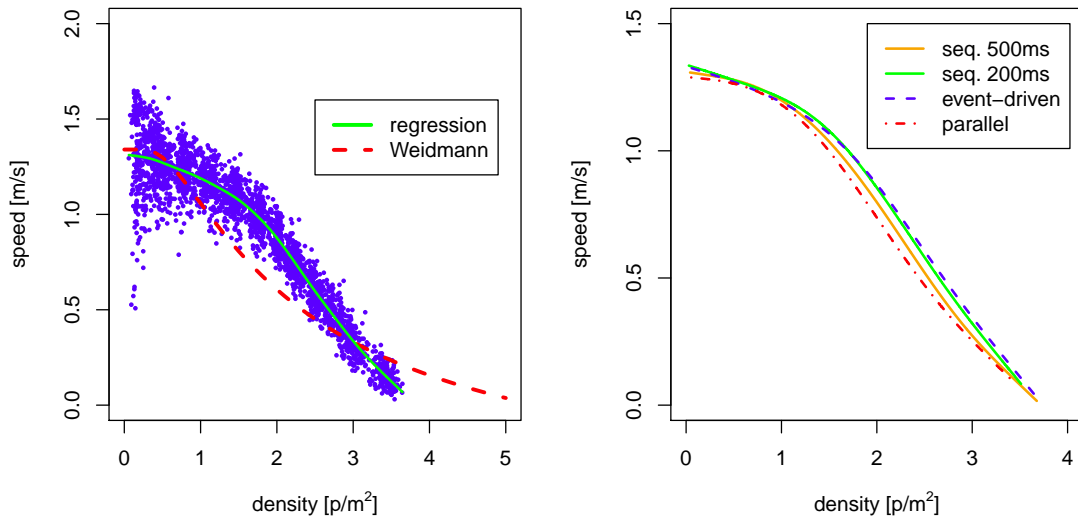 speed [m/s]
2.0
1.5
1.0
0.5
0.0
regression
Weidmann
0 1 2 3 4 5
density [p/m²]
speed [m/s]
1.5
1.0
0.5
0.0
seq. 500ms
seq. 200ms
event−driven
parallel
0 1 2 3 4
density [p/m²]